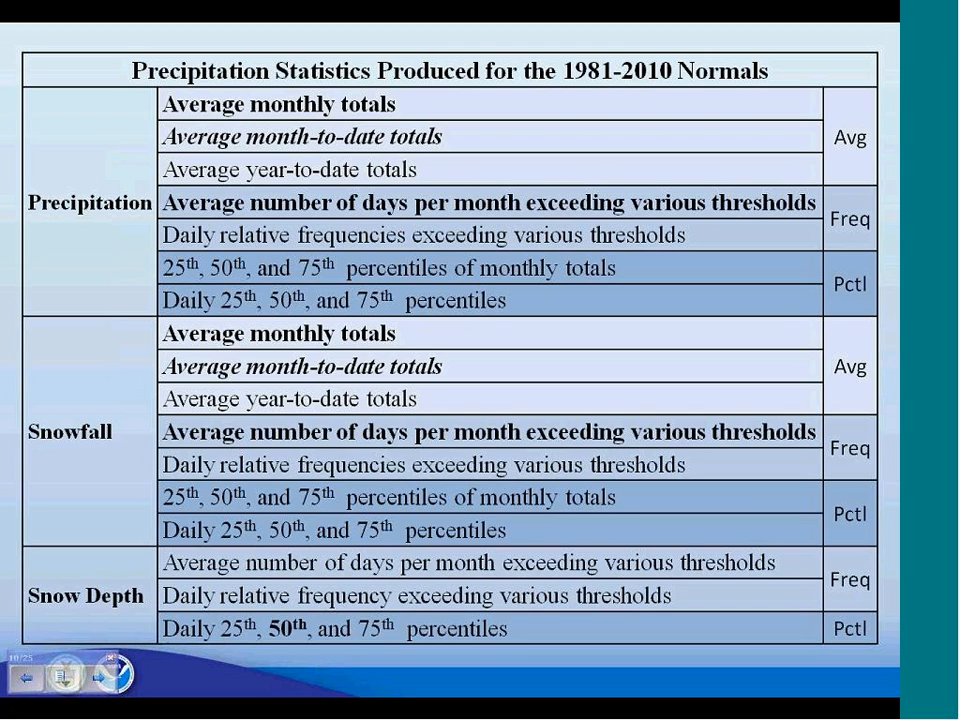 Precipitation Statistics Produced for the 1981-2010 Normals
Precipitation
Average monthly totals
Average month-to-date totals
Average year-to-date totals
Avg
Average number of days per month exceeding various thresholds
Daily relative frequencies exceeding various thresholds
Freq
25th, 50th, and 75th percentiles of monthly totals
Daily 25th, 50th, and 75th percentiles
Pctl
Snowfall
Average monthly totals
Average month-to-date totals
Average year-to-date totals
Avg
Average number of days per month exceeding various thresholds
Daily relative frequencies exceeding various thresholds
Freq
25th, 50th, and 75th percentiles of monthly totals
Daily 25th, 50th, and 75th percentiles
Pctl
Snow Depth
Average number of days per month exceeding various thresholds
Daily relative frequency exceeding various thresholds
Freq
Daily 25th, 50th, and 75th percentiles
Pctl
10/25